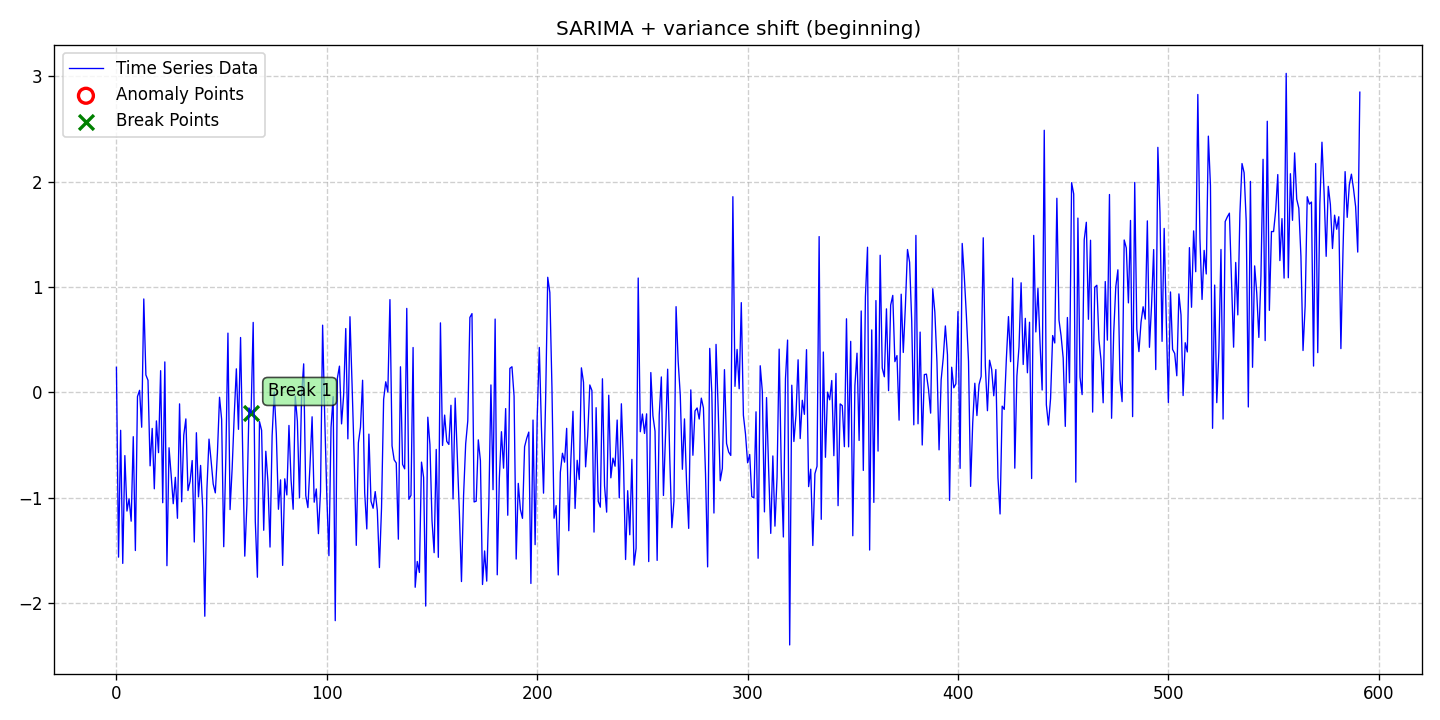 SARIMA + variance shift (beginning)
Time Series Data
Anomaly Points
Break Points
Break 1
3
2
1
0
−1
−2
0 100 200 300 400 500 600